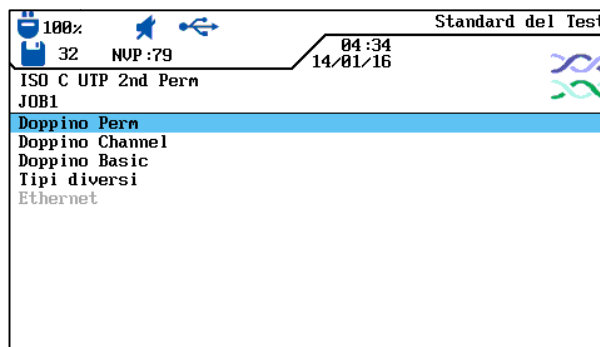 100% Standard del Test
32 NVP:79 04:34
14/01/16
ISO C UTP 2nd Perm
JOB1
Doppino Perm
Doppino Channel
Doppino Basic
Tipi diversi
Ethernet